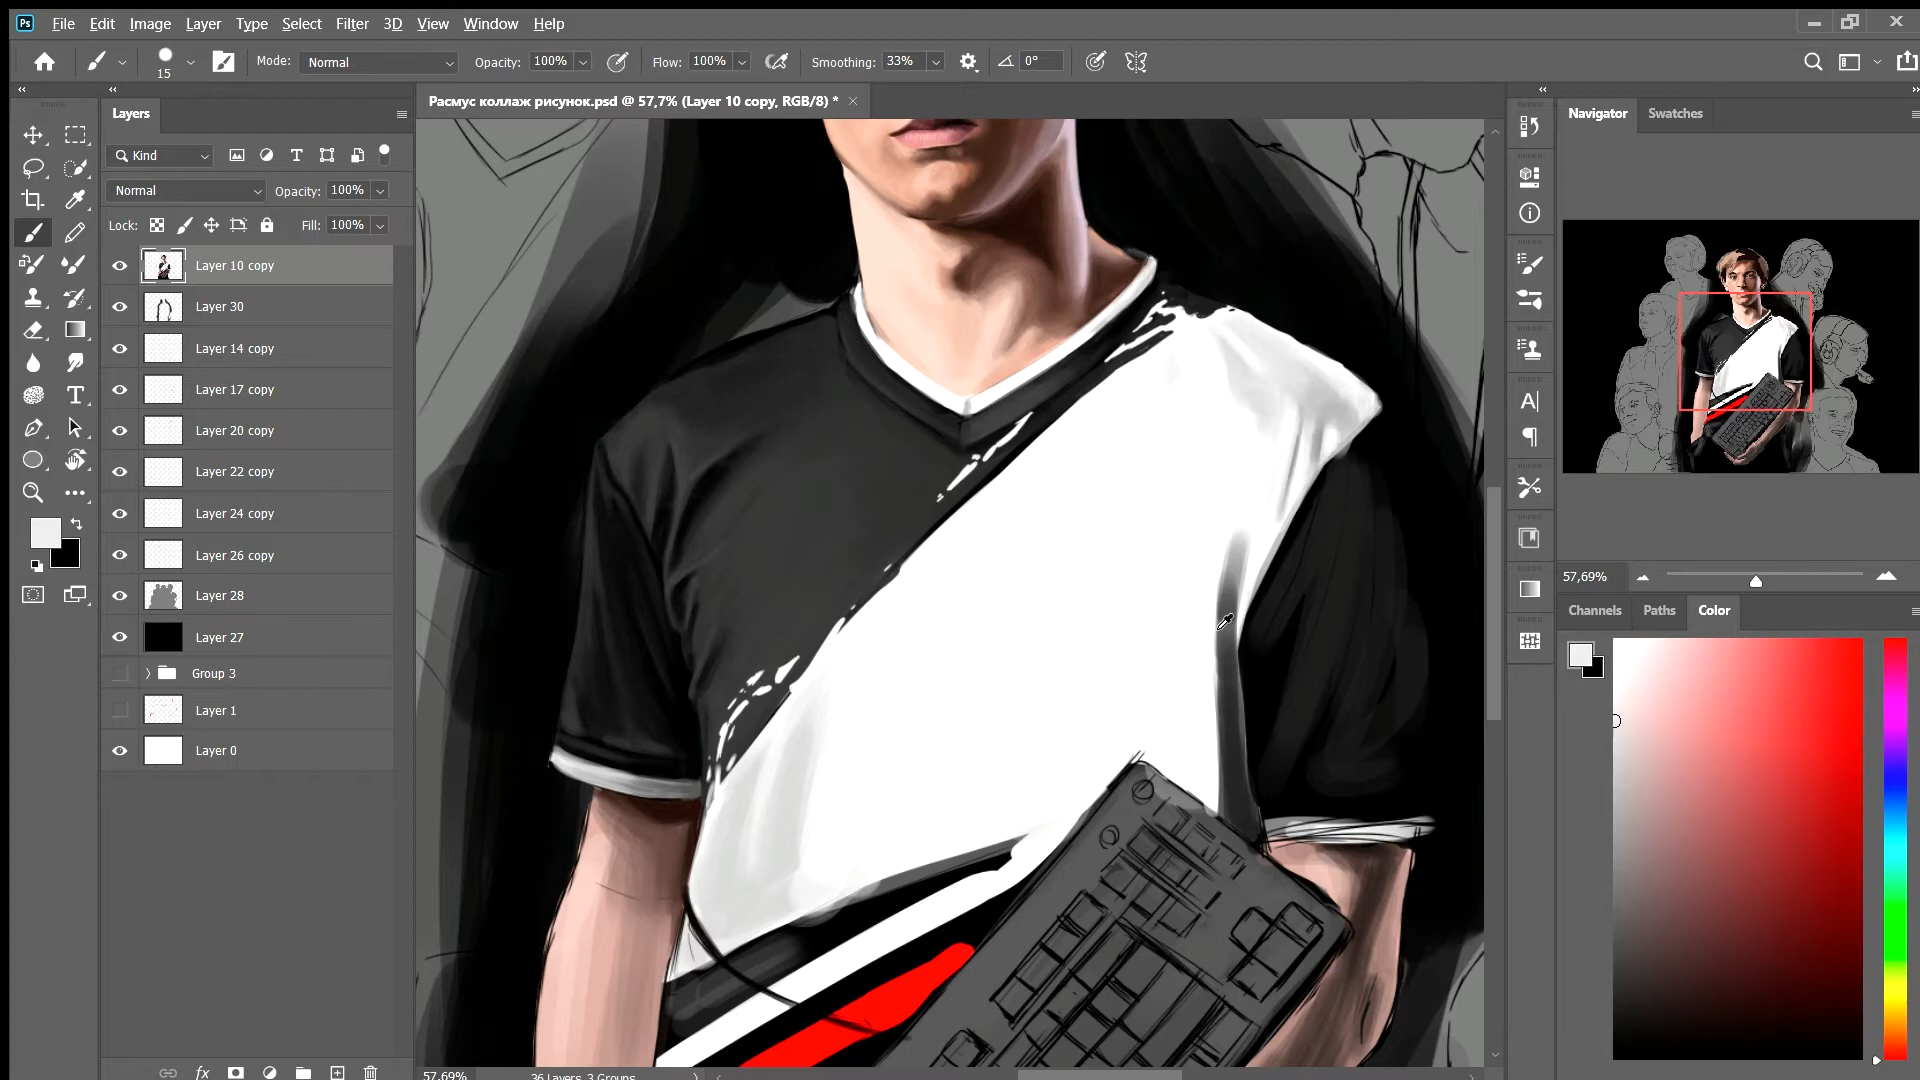 Ps File Edit Image Layer Type Select Filter 3D View Window Help
15 Mode: Normal Opacity: 100% Flow: 100% Smoothing: 33% 0°
Layers
Расмус коллаж рисунок.psd @ 57,7% (Layer 10 copy, RGB/8) *
Navigator Swatches
Kind
Normal Opacity: 100%
Lock: Fill: 100%
Layer 10 copy
Layer 30
Layer 14 copy
Layer 17 copy
Layer 20 copy
Layer 22 copy
Layer 24 copy
Layer 26 copy
Layer 28
Layer 27
Group 3
Layer 1
Layer 0
57,69%
Channels Paths Color
fx
57,69% 36 Layers, 3 Groups